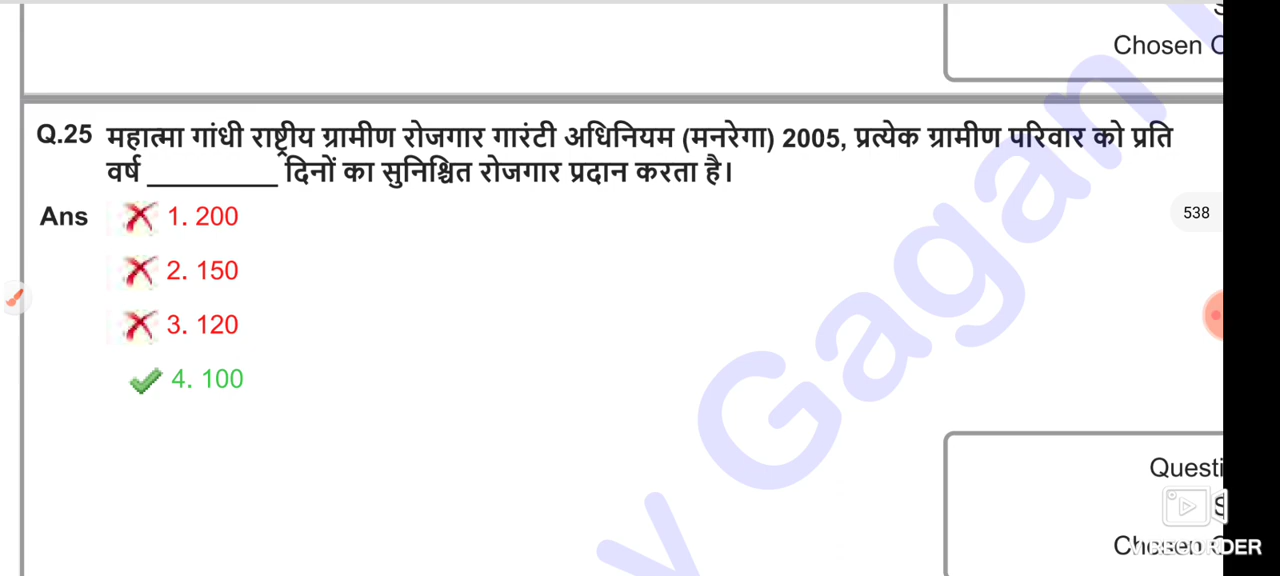 Chosen
Q.25 महात्मा गांधी राष्ट्रीय ग्रामीण रोजगार गारंटी अधिनियम (मनरेगा) 2005, प्रत्येक ग्रामीण परिवार को प्रति
वर्ष _________ दिनों का सुनिश्चित रोजगार प्रदान करता है।
Ans 1. 200
538
2. 150
3. 120
4. 100
Gagan
Questi
Chosen